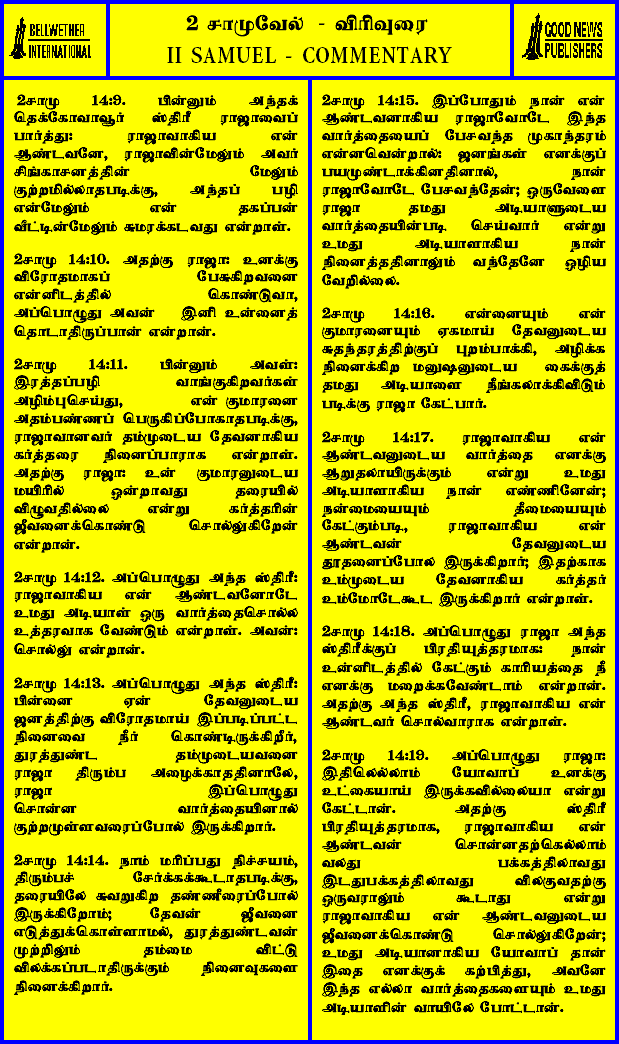 BELLWETHER
INTERNATIONAL
2 சாமுவேல் - விரிவுரை
II SAMUEL - COMMENTARY
GOOD NEWS
PUBLISHERS
2சாமு 14:9. பின்னும் அந்தத்
தெக்கோவாவூர் ஸ்திரீ ராஜாவைப்
பார்த்து: ராஜாவாகிய என்
ஆண்டவனே, ராஜாவின்மேலும் அவர்
சிங்காசனத்தின் மேலும்
குற்றமில்லாதபடிக்கு, அந்தப் பழி
என்மேலும் என் தகப்பன்
வீட்டின்மேலும் சுமரக்கடவது என்றாள்.
2சாமு 14:10. அதற்கு ராஜா: உனக்கு
விரோதமாகப் பேசுகிறவனை
என்னிடத்தில் கொண்டுவா,
அப்பொழுது அவன் இனி உன்னைத்
தொடாதிருப்பான் என்றான்.
2சாமு 14:11. பின்னும் அவள்:
இரத்தப்பழி வாங்குகிறவர்கள்
அழிம்புசெய்து, என் குமாரனை
அதம்பண்ணப் பெருகிப்போகாதபடிக்கு,
ராஜாவானவர் தம்முடைய தேவனாகிய
கர்த்தரை நினைப்பாராக என்றாள்.
அதற்கு ராஜா: உன் குமாரனுடைய
மயிரில் ஒன்றாவது தரையில்
விழுவதில்லை என்று கர்த்தரின்
ஜீவனைக்கொண்டு சொல்லுகிறேன்
என்றான்.
2சாமு 14:12. அப்பொழுது அந்த ஸ்திரீ:
ராஜாவாகிய என் ஆண்டவனோடே
உமது அடியாள் ஒரு வார்த்தைசொல்ல
உத்தரவாக வேண்டும் என்றாள். அவன்:
சொல்லு என்றான்.
2சாமு 14:13. அப்பொழுது அந்த ஸ்திரீ:
பின்னை ஏன் தேவனுடைய
ஜனத்திற்கு விரோதமாய் இப்படிப்பட்ட
நினைவை நீர் கொண்டிருக்கிறீர்,
துரத்துண்ட தம்முடையவனை
ராஜா திரும்ப அழைக்காததினாலே,
ராஜா இப்பொழுது
சொன்ன வார்த்தையினால்
குற்றமுள்ளவரைப்போல் இருக்கிறார்.
2சாமு 14:14. நாம் மரிப்பது நிச்சயம்,
திரும்பச் சேர்க்கக்கூடாதபடிக்கு,
தரையிலே சுவறுகிற தண்ணீரைப்போல்
இருக்கிறோம்; தேவன் ஜீவனை
எடுத்துக்கொள்ளாமல், துரத்துண்டவன்
முற்றிலும் தம்மை விட்டு
விலக்கப்படாதிருக்கும் நினைவுகளை
நினைக்கிறார்.
2சாமு 14:15. இப்போதும் நான் என்
ஆண்டவனாகிய ராஜாவோடே இந்த
வார்த்தையைப் பேசவந்த முகாந்தரம்
என்னவென்றால்: ஜனங்கள் எனக்குப்
பயமுண்டாக்கினதினால், நான்
ராஜாவோடே பேசவந்தேன்; ஒருவேளை
ராஜா தமது அடியாளுடைய
வார்த்தையின்படி செய்வார் என்று
உமது அடியாளாகிய நான்
நினைத்ததினாலும் வந்தேனே ஒழிய
வேறில்லை.
2சாமு 14:16. என்னையும் என்
குமாரனையும் ஏகமாய் தேவனுடைய
சுதந்தரத்திற்குப் புறம்பாக்கி, அழிக்க
நினைக்கிற மனுஷனுடைய கைக்குத்
தமது அடியாளை நீங்கலாக்கிவிடும்
படிக்கு ராஜா கேட்பார்.
2சாமு 14:17. ராஜாவாகிய என்
ஆண்டவனுடைய வார்த்தை எனக்கு
ஆறுதலாயிருக்கும் என்று உமது
அடியாளாகிய நான் எண்ணினேன்;
நன்மையையும் தீமையையும்
கேட்கும்படி, ராஜாவாகிய என்
ஆண்டவன் தேவனுடைய
தூதனைப்போல் இருக்கிறார்; இதற்காக
உம்முடைய தேவனாகிய கர்த்தர்
உம்மோடேகூட இருக்கிறார் என்றாள்.
2சாமு 14:18. அப்பொழுது ராஜா அந்த
ஸ்திரீக்குப் பிரதியுத்தரமாக: நான்
உன்னிடத்தில் கேட்கும் காரியத்தை நீ
எனக்கு மறைக்கவேண்டாம் என்றான்.
அதற்கு அந்த ஸ்திரீ, ராஜாவாகிய என்
ஆண்டவர் சொல்வாராக என்றாள்.
2சாமு 14:19. அப்பொழுது ராஜா:
இதிலெல்லாம் யோவாப் உனக்கு
உட்கையாய் இருக்கவில்லையா என்று
கேட்டான். அதற்கு ஸ்திரீ
பிரதியுத்தரமாக, ராஜாவாகிய என்
ஆண்டவன் சொன்னதற்கெல்லாம்
வலது பக்கத்திலாவது
இடதுபக்கத்திலாவது விலகுவதற்கு
ஒருவராலும் கூடாது என்று
ராஜாவாகிய என் ஆண்டவனுடைய
ஜீவனைக்கொண்டு சொல்லுகிறேன்;
உமது அடியானாகிய யோவாப் தான்
இதை எனக்குக் கற்பித்து, அவனே
இந்த எல்லா வார்த்தைகளையும் உமது
அடியாளின் வாயிலே போட்டான்.